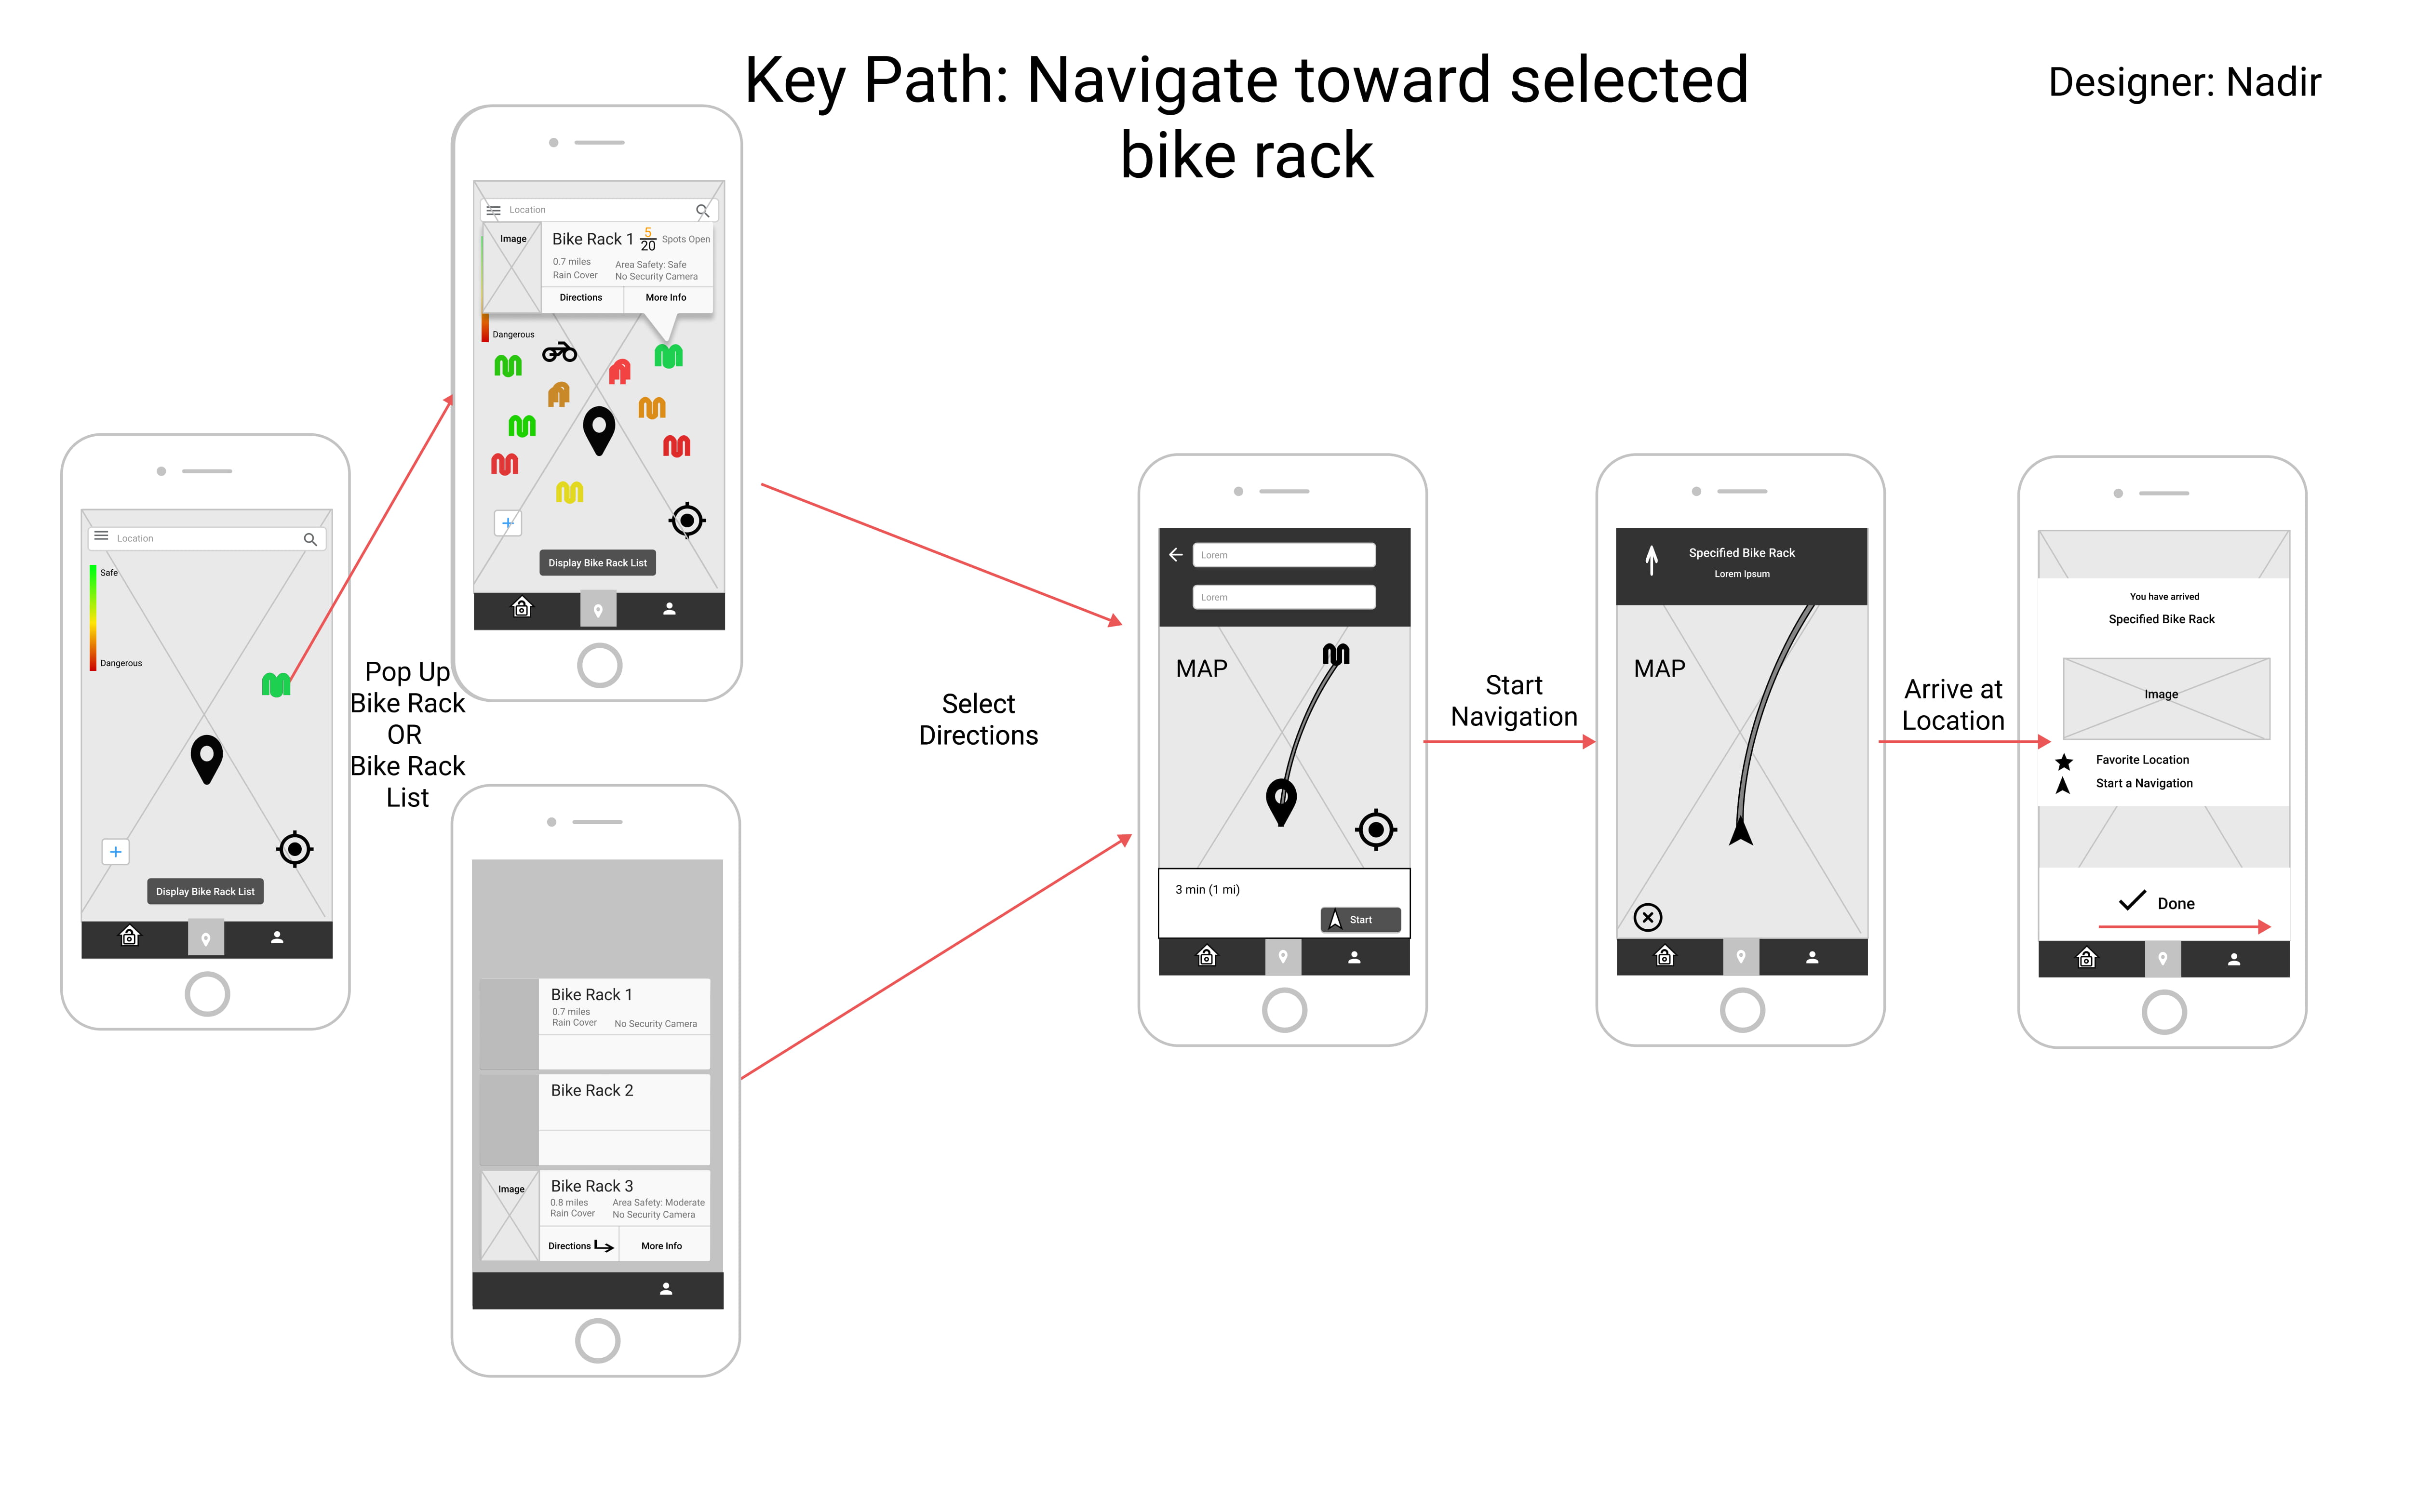 Key Path: Navigate toward selected
bike rack
Designer: Nadir
Location
Safe
Dangerous
Display Bike Rack List
Pop Up
Bike Rack
OR
Bike Rack
List
Location
Image
Bike Rack 1
5
20
Spots Open
0.7 miles
Area Safety: Safe
Rain Cover
No Security Camera
Directions
More Info
Dangerous
Display Bike Rack List
Bike Rack 1
0.7 miles
Rain Cover
No Security Camera
Bike Rack 2
Image
Bike Rack 3
0.8 miles
Area Safety: Moderate
Rain Cover
No Security Camera
Directions
More Info
Select
Directions
Lorem
Lorem
MAP
3 min (1 mi)
Start
Start
Navigation
Specified Bike Rack
Lorem Ipsum
MAP
Arrive at
Location
You have arrived
Specified Bike Rack
Image
Favorite Location
Start a Navigation
Done